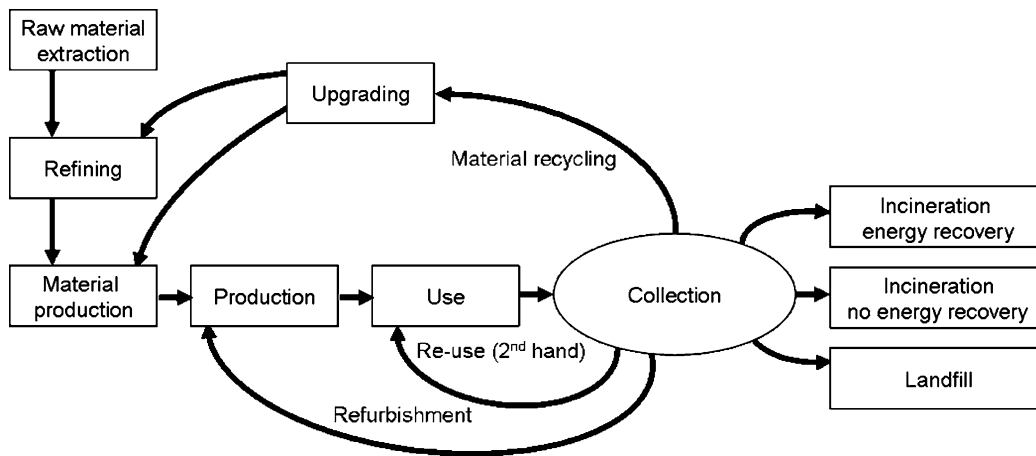 Raw material
extraction
Upgrading
Refining
Material recycling
Incineration
energy recovery
Material
production
Production
Use
Collection
Incineration
no energy recovery
Re-use (2nd hand)
Refurbishment
Landfill